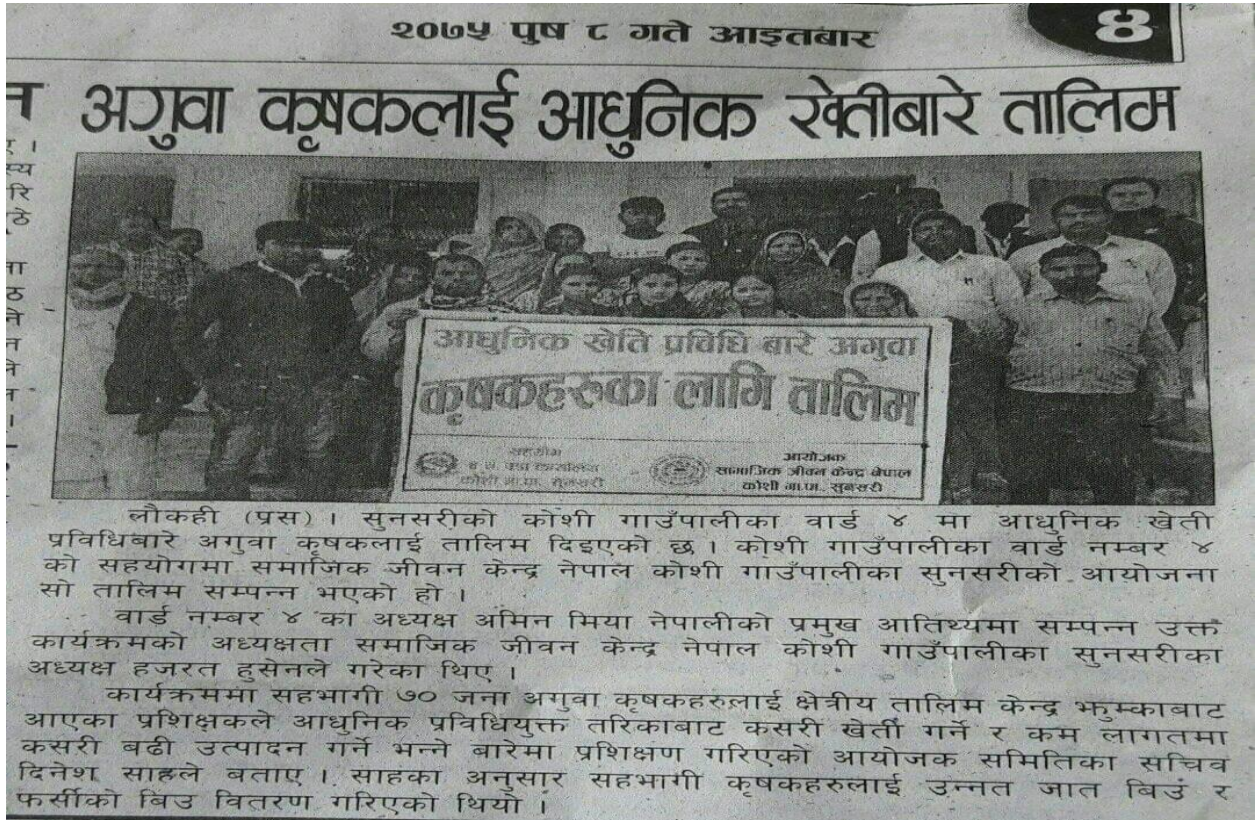 २०७५ पुष ८ गते आइतबार
४
अगुवा कृषकलाई आधुनिक खेतीबारे तालिम
आधुनिक खेति प्रविधि बारे अगुवा
कृषकहरुका लागि तालिम
सहयोग
कोशी गा.पा. सुनसरी
आयोजक
सामाजिक जीवन केन्द्र नेपाल
कोशी गा.पा. सुनसरी
लौकही (प्रस) । सुनसरीको कोशी गाउँपालीका वार्ड ४ मा आधुनिक खेती
प्रविधिबारे अगुवा कृषकलाई तालिम दिइएको छ । कोशी गाउँपालीका वार्ड नम्बर ४
को सहयोगमा समाजिक जीवन केन्द्र नेपाल कोशी गाउँपालीका सुनसरीको आयोजना
सो तालिम सम्पन्न भएको हो ।
वार्ड नम्बर ४ का अध्यक्ष अमिन मिया नेपालीको प्रमुख आतिथ्यमा सम्पन्न उक्त
कार्यक्रमको अध्यक्षता समाजिक जीवन केन्द्र नेपाल कोशी गाउँपालीका सुनसरीका
अध्यक्ष हजरत हुसेनले गरेका थिए ।
कार्यक्रममा सहभागी ७० जना अगुवा कृषकहरुलाई क्षेत्रीय तालिम केन्द्र झुम्काबाट
आएका प्रशिक्षकले आधुनिक प्रविधियुक्त तरिकाबाट कसरी खेती गर्ने र कम लागतमा
कसरी बढी उत्पादन गर्ने भन्ने बारेमा प्रशिक्षण गरिएको आयोजक समितिका सचिव
दिनेश साहले बताए । साहका अनुसार सहभागी कृषकहरुलाई उन्नत जात बिउं र
फर्सीको बिउ वितरण गरिएको थियो ।